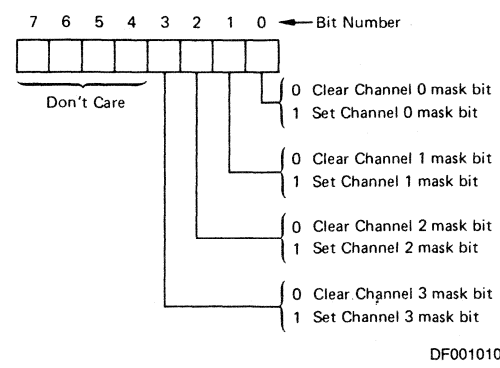 7 6 5 4 3 2 1 0 Bit Number
Don't Care
0 Clear Channel 0 mask bit
1 Set Channel 0 mask bit
0 Clear Channel 1 mask bit
1 Set Channel 1 mask bit
0 Clear Channel 2 mask bit
1 Set Channel 2 mask bit
0 Clear Channel 3 mask bit
1 Set Channel 3 mask bit
DF001010